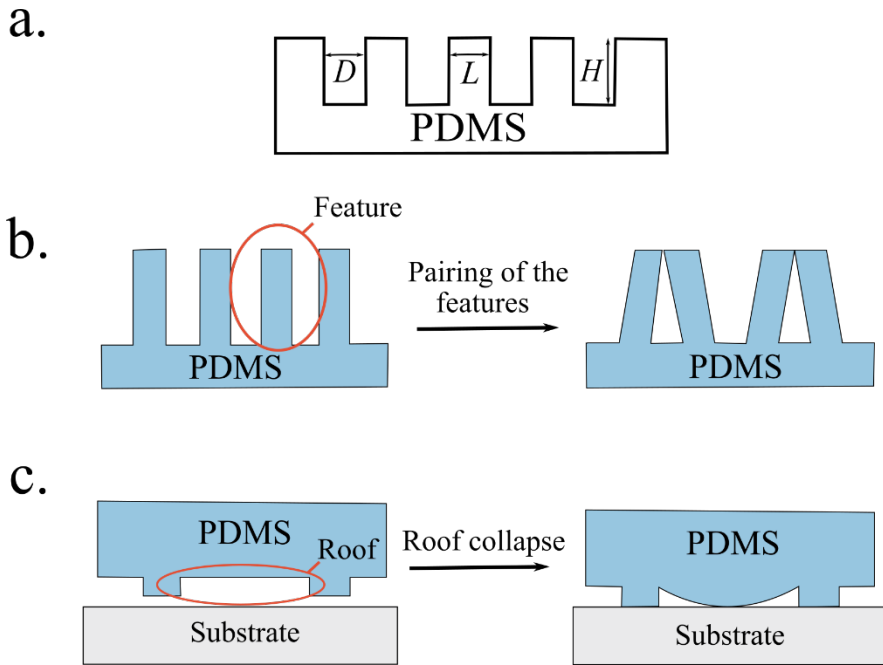 a.
D
L
H
PDMS
b.
Feature
PDMS
Pairing of the
features
PDMS
c.
PDMS
Roof
Substrate
Roof collapse
PDMS
Substrate